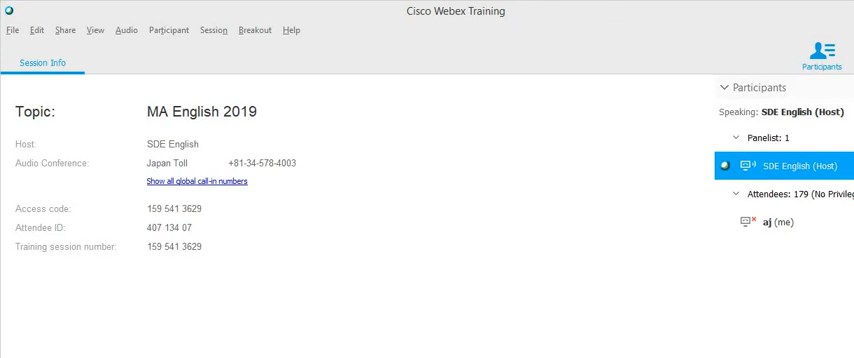 Cisco Webex Training
File Edit Share View Audio Participant Session Breakout Help
Session Info
Participants
Topic: MA English 2019
Host: SDE English
Audio Conference: Japan Toll +81-34-578-4003
Show all global call-in numbers
Access code: 159 541 3629
Attendee ID: 407 134 07
Training session number: 159 541 3629
Participants
Speaking: SDE English (Host)
Panelist: 1
SDE English (Host)
Attendees: 179 (No Privileg
aj (me)